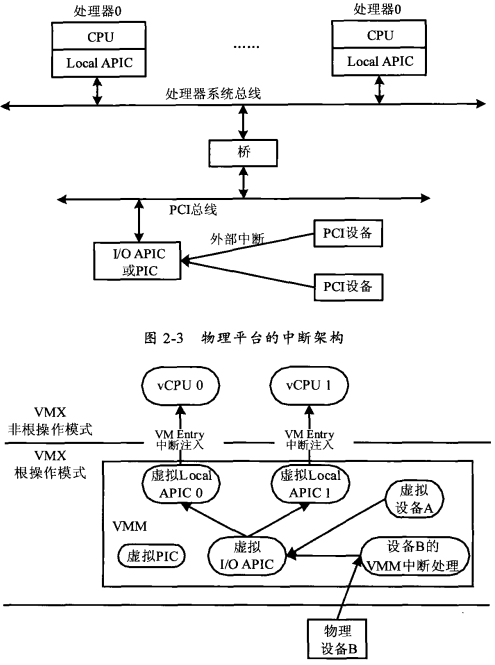 处理器0
处理器0
CPU
......
CPU
Local APIC
Local APIC
处理器系统总线
桥
PCI总线
外部中断
PCI设备
I/O APIC
或PIC
PCI设备
图 2-3 物理平台的中断架构
vCPU 0
vCPU 1
VMX
非根操作模式
VM Entry
中断注入
VM Entry
中断注入
VMX
根操作模式
虚拟Local
APIC 0
虚拟Local
APIC 1
虚拟
设备A
VMM
虚拟PIC
虚拟
I/O APIC
设备B的
VMM中断处理
物理
设备B